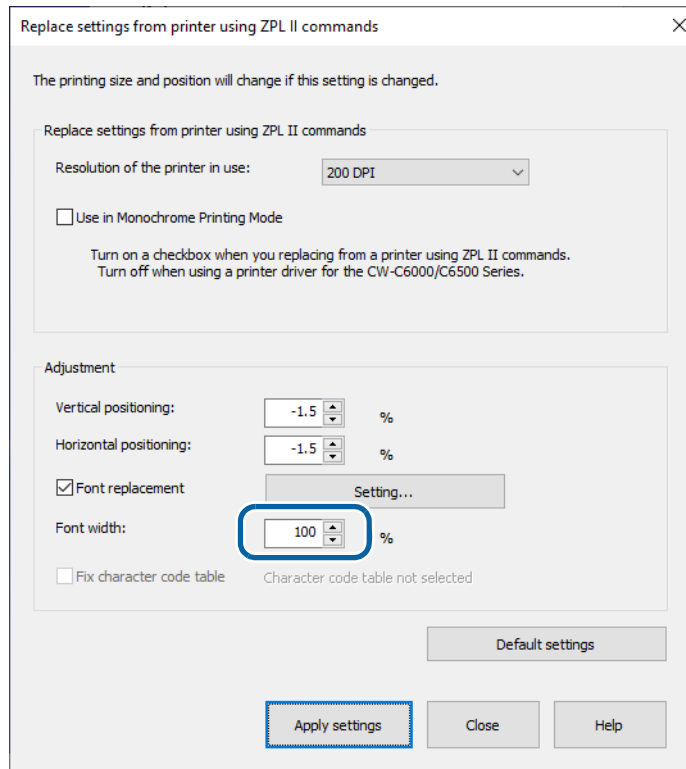 Replace settings from printer using ZPL II commands
The printing size and position will change if this setting is changed.
Replace settings from printer using ZPL II commands
Resolution of the printer in use: 200 DPI
Use in Monochrome Printing Mode
Turn on a checkbox when you replacing from a printer using ZPL II commands.
Turn off when using a printer driver for the CW-C6000/C6500 Series.
Adjustment
Vertical positioning: -1.5 %
Horizontal positioning: -1.5 %
Font replacement Setting...
Font width: 100 %
Fix character code table Character code table not selected
Default settings
Apply settings Close Help